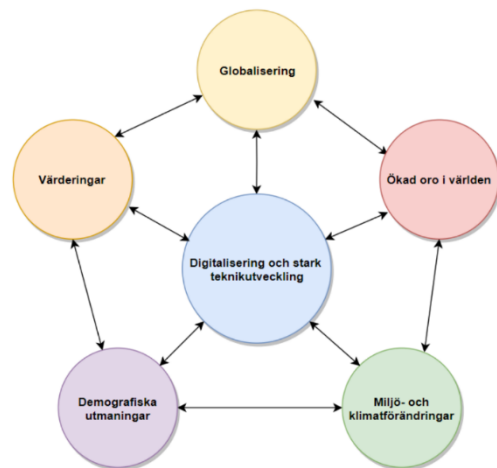 Globalisering
Värderingar
Ökad oro i världen
Digitalisering och stark
teknikutveckling
Demografiska
utmaningar
Miljö- och
klimatförändringar